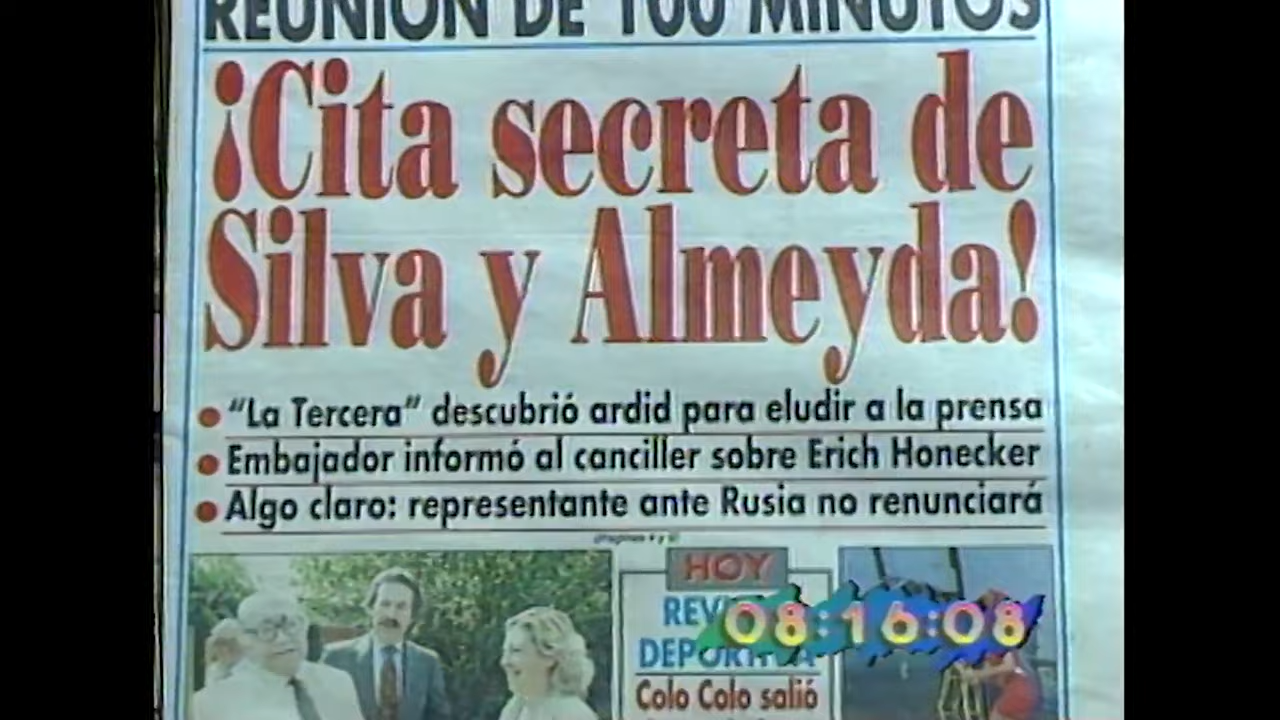 REUNIÓN DE 100 MINUTOS
¡Cita secreta de
Silva y Almeyda!
"La Tercera" descubrió ardid para eludir a la prensa
Embajador informó al canciller sobre Erich Honecker
Algo claro: representante ante Rusia no renunciará
HOY
08:16:08
Colo Colo salió